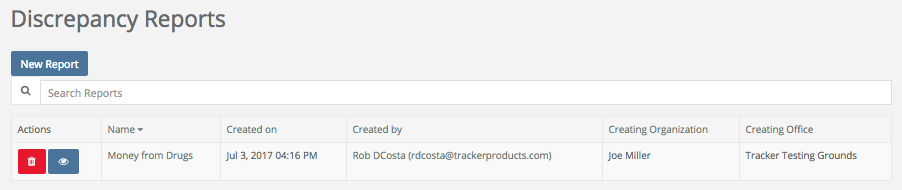 Discrepancy Reports
New Report
Search Reports
Actions Name Created on Created by Creating Organization Creating Office
Money from Drugs Jul 3, 2017 04:16 PM Rob DCosta (rdcosta@trackerproducts.com) Joe Miller Tracker Testing Grounds